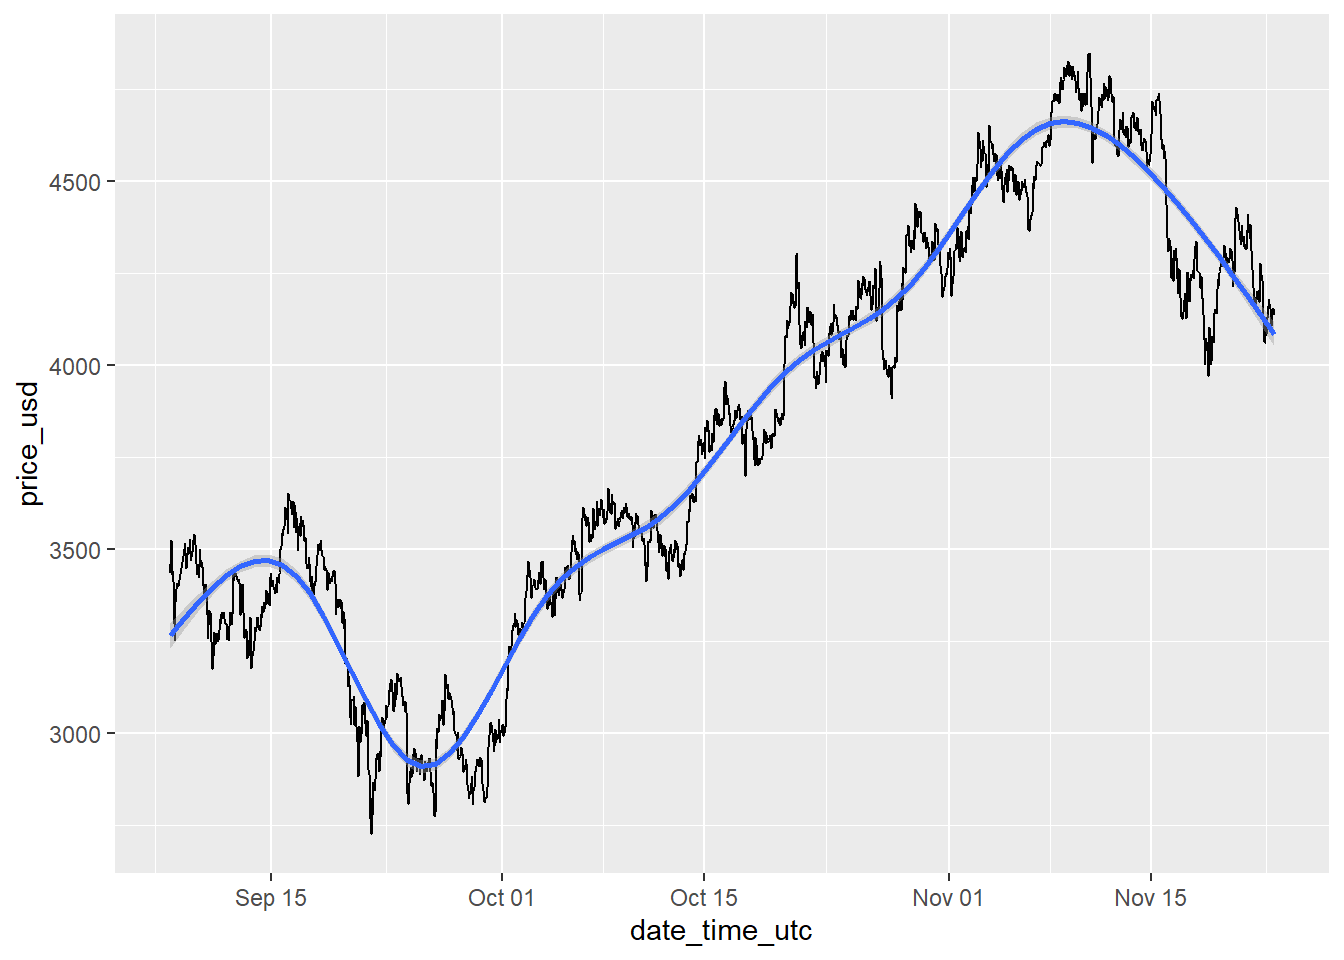 price_usd
4500
4000
3500
3000
Sep 15
Oct 01
Oct 15
Nov 01
Nov 15
date_time_utc